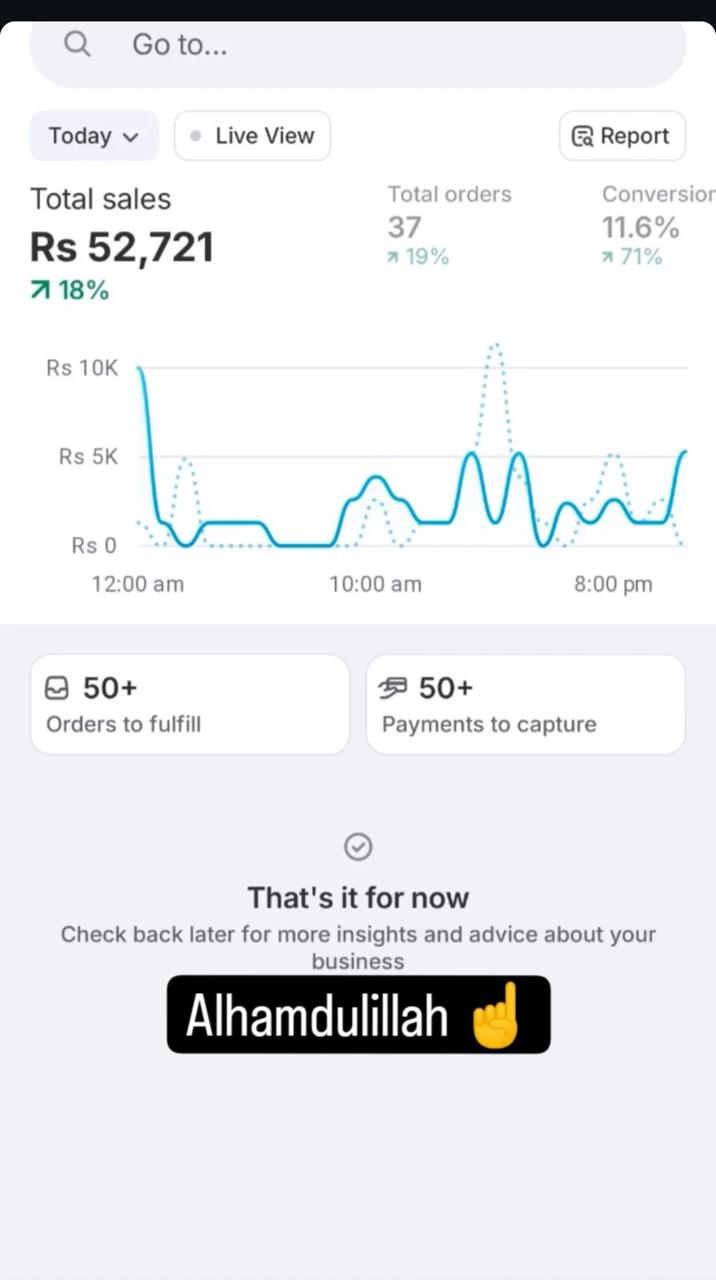 Go to...
Today
Live View
Report
Total sales
Rs 52,721
18%
Total orders
37
19%
Conversion
11.6%
71%
Rs 10K
Rs 5K
Rs 0
12:00 am
10:00 am
8:00 pm
50+
Orders to fulfill
50+
Payments to capture
That's it for now
Check back later for more insights and advice about your
business
Alhamdulillah ☝️